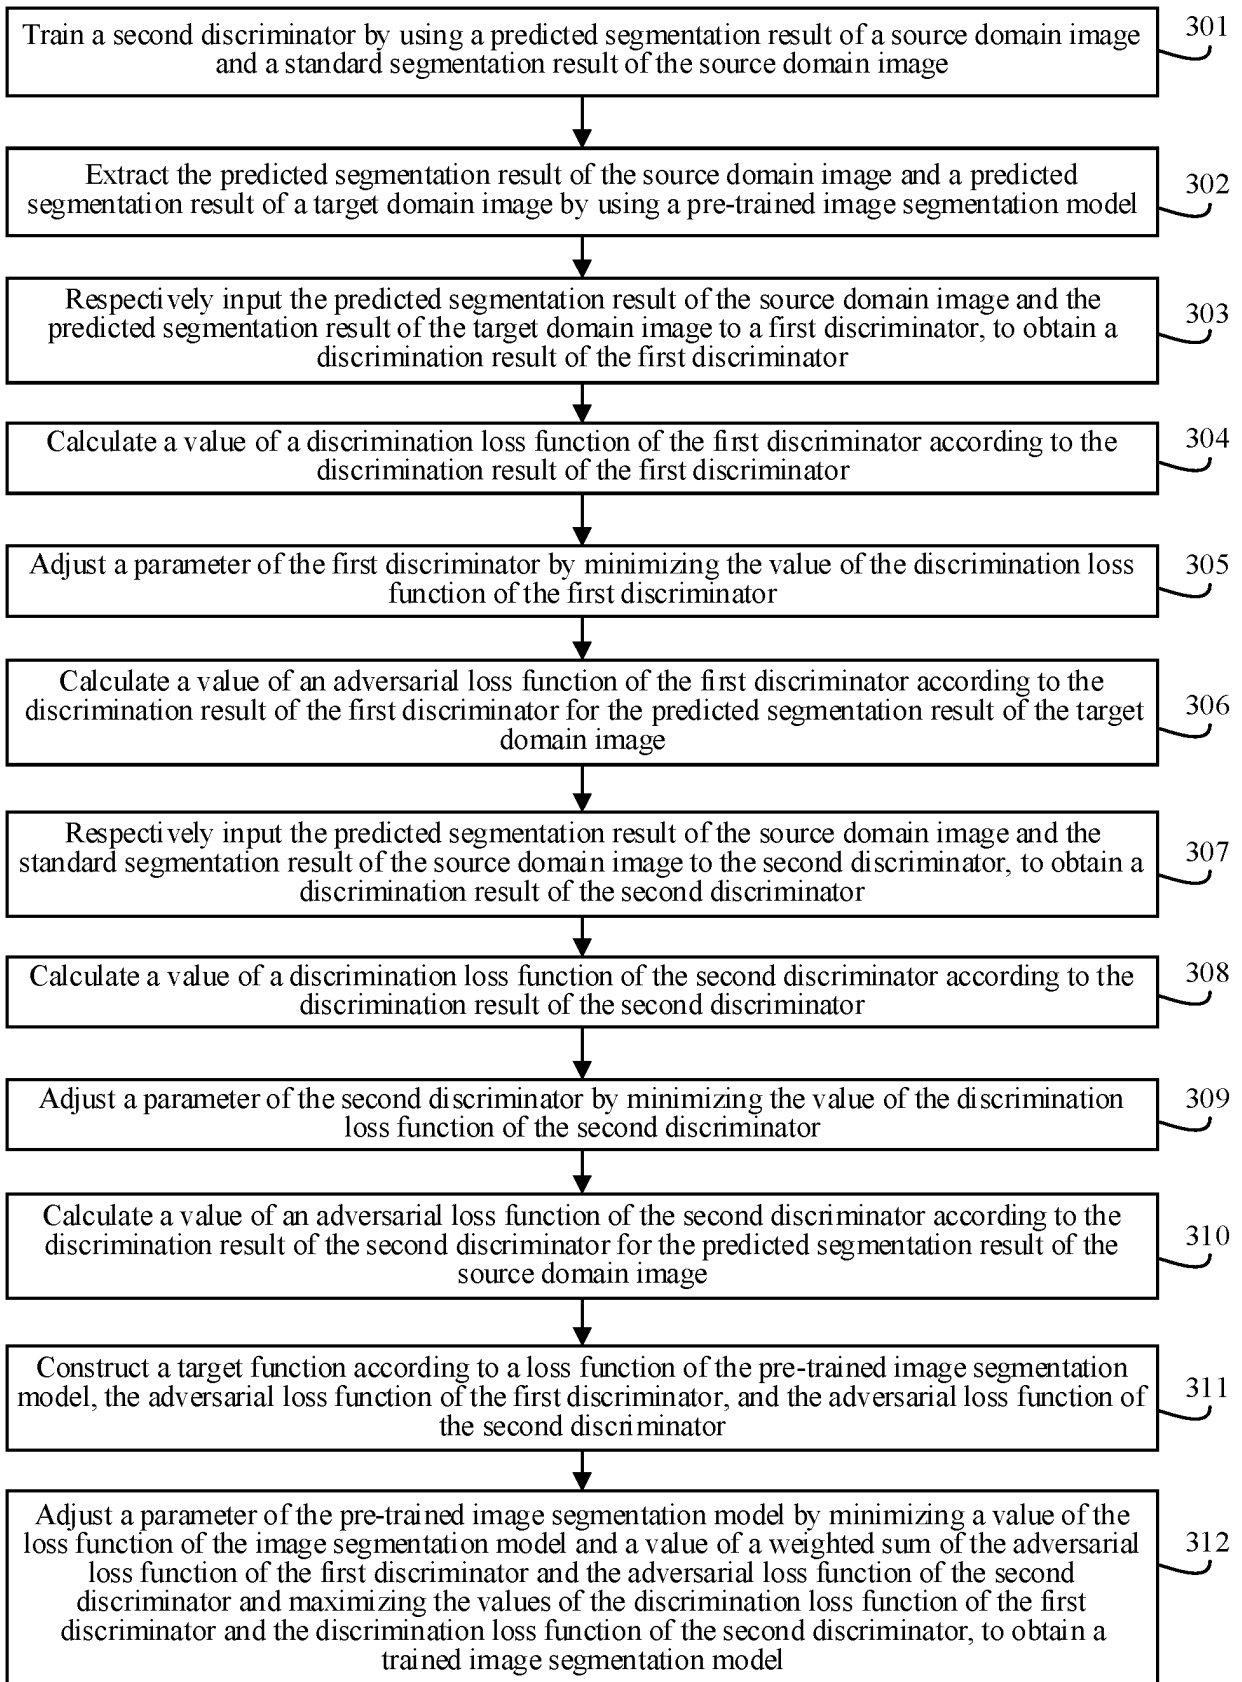 Train a second discriminator by using a predicted segmentation result of a source domain image
and a standard segmentation result of the source domain image
301
Extract the predicted segmentation result of the source domain image and a predicted
segmentation result of a target domain image by using a pre-trained image segmentation model
302
Respectively input the predicted segmentation result of the source domain image and the
predicted segmentation result of the target domain image to a first discriminator, to obtain a
discrimination result of the first discriminator
303
Calculate a value of a discrimination loss function of the first discriminator according to the
discrimination result of the first discriminator
304
Adjust a parameter of the first discriminator by minimizing the value of the discrimination loss
function of the first discriminator
305
Calculate a value of an adversarial loss function of the first discriminator according to the
discrimination result of the first discriminator for the predicted segmentation result of the target
domain image
306
Respectively input the predicted segmentation result of the source domain image and the
standard segmentation result of the source domain image to the second discriminator, to obtain a
discrimination result of the second discriminator
307
Calculate a value of a discrimination loss function of the second discriminator according to the
discrimination result of the second discriminator
308
Adjust a parameter of the second discriminator by minimizing the value of the discrimination
loss function of the second discriminator
309
Calculate a value of an adversarial loss function of the second discriminator according to the
discrimination result of the second discriminator for the predicted segmentation result of the
source domain image
310
Construct a target function according to a loss function of the pre-trained image segmentation
model, the adversarial loss function of the first discriminator, and the adversarial loss function of
the second discriminator
311
Adjust a parameter of the pre-trained image segmentation model by minimizing a value of the
loss function of the image segmentation model and a value of a weighted sum of the adversarial
loss function of the first discriminator and the adversarial loss function of the second
discriminator and maximizing the values of the discrimination loss function of the first
discriminator and the discrimination loss function of the second discriminator, to obtain a
trained image segmentation model
312